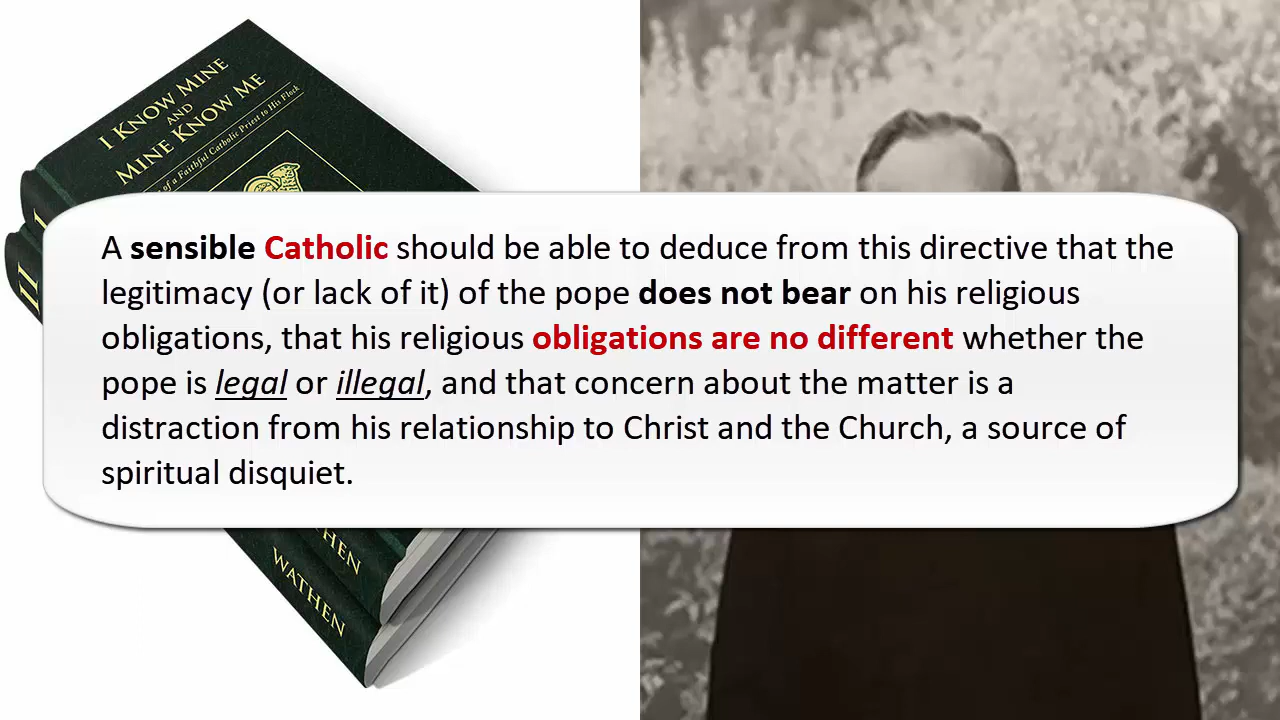 I KNOW MINE
AND
MINE KNOW ME
of a Faithful Catholic Priest to His Flock
I
II
A sensible Catholic should be able to deduce from this directive that the
legitimacy (or lack of it) of the pope does not bear on his religious
obligations, that his religious obligations are no different whether the
pope is legal or illegal, and that concern about the matter is a
distraction from his relationship to Christ and the Church, a source of
spiritual disquiet.
WATHEN